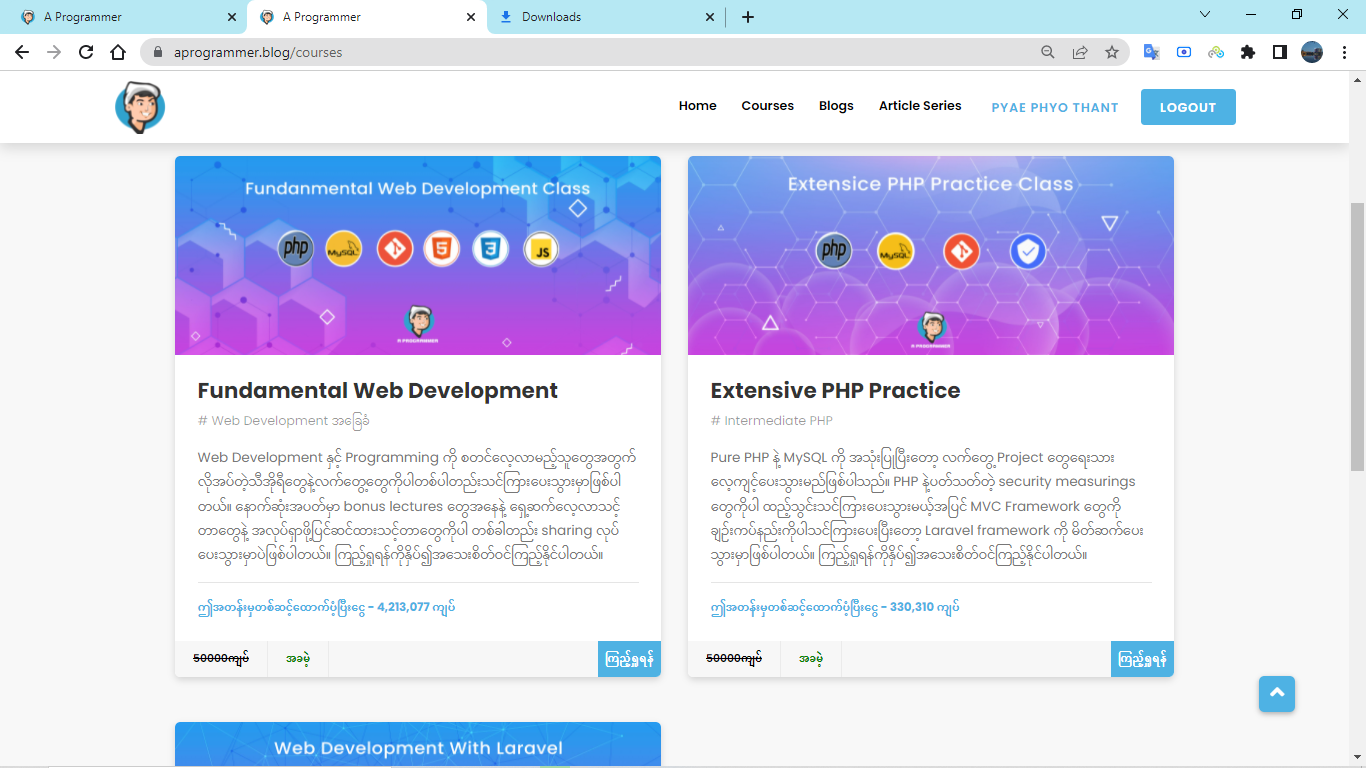 A Programmer
A Programmer
Downloads
aprogrammer.blog/courses
Home
Courses
Blogs
Article Series
PYAE PHYO THANT
LOGOUT
Fundanmental Web Development Class
php
MySQL
JS
A PROGRAMMER
Fundamental Web Development
# Web Development အခြေခံ
Web Development နှင့် Programming ကို စတင်လေ့လာမည့်သူတွေအတွက်
လိုအပ်တဲ့သီအိုရီတွေနဲ့လက်တွေ့တွေကိုပါတစ်ပါတည်းသင်ကြားပေးသွားမှာဖြစ်ပါ
တယ်။ နောက်ဆုံးအပတ်မှာ bonus lectures တွေအနေနဲ့ ရှေ့ဆက်လေ့လာသင့်
တာတွေနဲ့ အလုပ်ရှာဖို့ပြင်ဆင်ထားသင့်တာတွေကိုပါ တစ်ခါတည်း sharing လုပ်
ပေးသွားမှာပဲဖြစ်ပါတယ်။ ကြည့်ရှုရန်ကိုနှိပ်၍အသေးစိတ်ဝင်ကြည့်နိုင်ပါတယ်။
ဤအတန်းမှတစ်ဆင့်ထောက်ပံ့ပြီးငွေ - 4,213,077 ကျပ်
50000ကျပ်
အခမဲ့
ကြည့်ရှုရန်
Extensice PHP Practice Class
php
MySQL
A PROGRAMMER
Extensive PHP Practice
# Intermediate PHP
Pure PHP နဲ့ MySQL ကို အသုံးပြုပြီးတော့ လက်တွေ့ Project တွေရေးသား
လေ့ကျင့်ပေးသွားမည်ဖြစ်ပါသည်။ PHP နဲ့ပတ်သတ်တဲ့ security measurings
တွေကိုပါ ထည့်သွင်းသင်ကြားပေးသွားမယ့်အပြင် MVC Framework တွေကို
ချဉ်းကပ်နည်းကိုပါသင်ကြားပေးပြီးတော့ Laravel framework ကို မိတ်ဆက်ပေး
သွားမှာဖြစ်ပါတယ်။ ကြည့်ရှုရန်ကိုနှိပ်၍အသေးစိတ်ဝင်ကြည့်နိုင်ပါတယ်။
ဤအတန်းမှတစ်ဆင့်ထောက်ပံ့ပြီးငွေ - 330,310 ကျပ်
50000ကျပ်
အခမဲ့
ကြည့်ရှုရန်
Web Development With Laravel